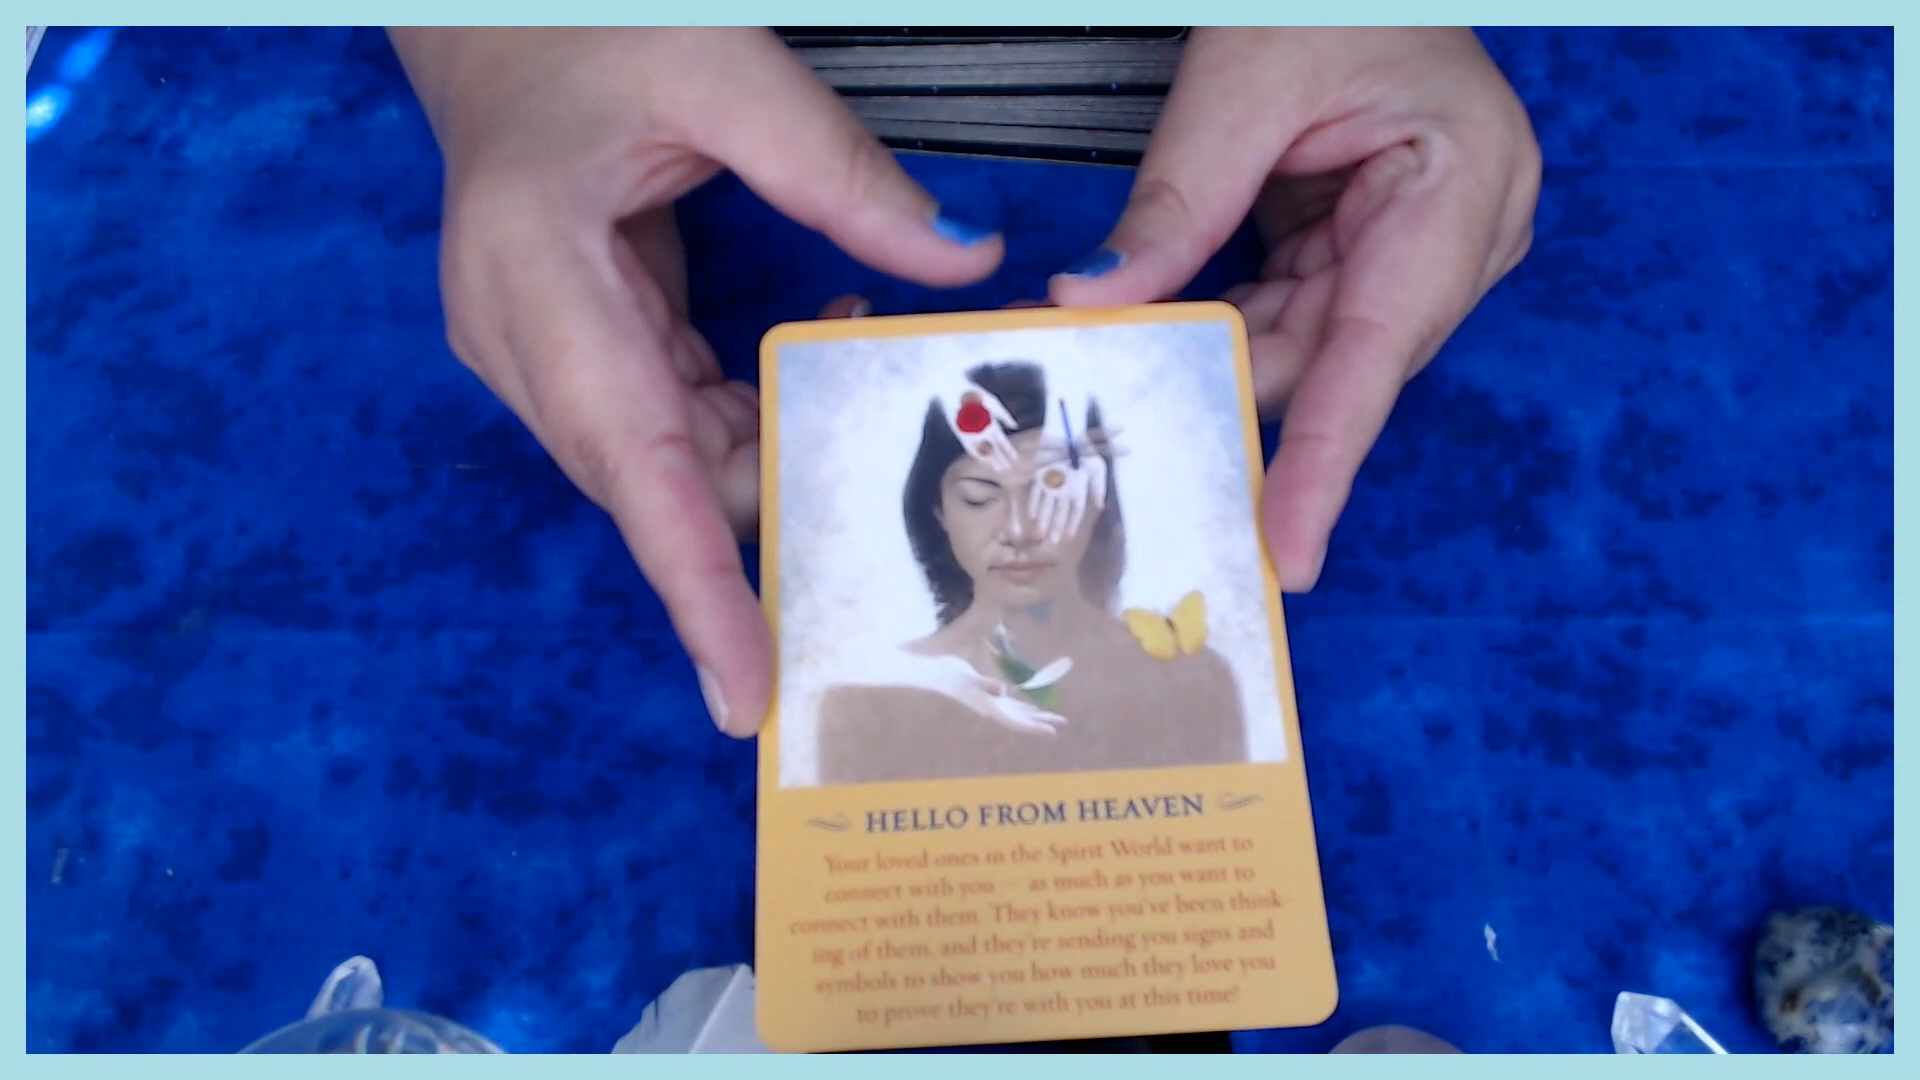 HELLO FROM HEAVEN
Your loved ones in the Spirit World want to
connect with you — as much as you want to
connect with them. They know you've been think-
ing of them, and they're sending you signs and
symbols to show you how much they love you
to prove they're with you at this time!